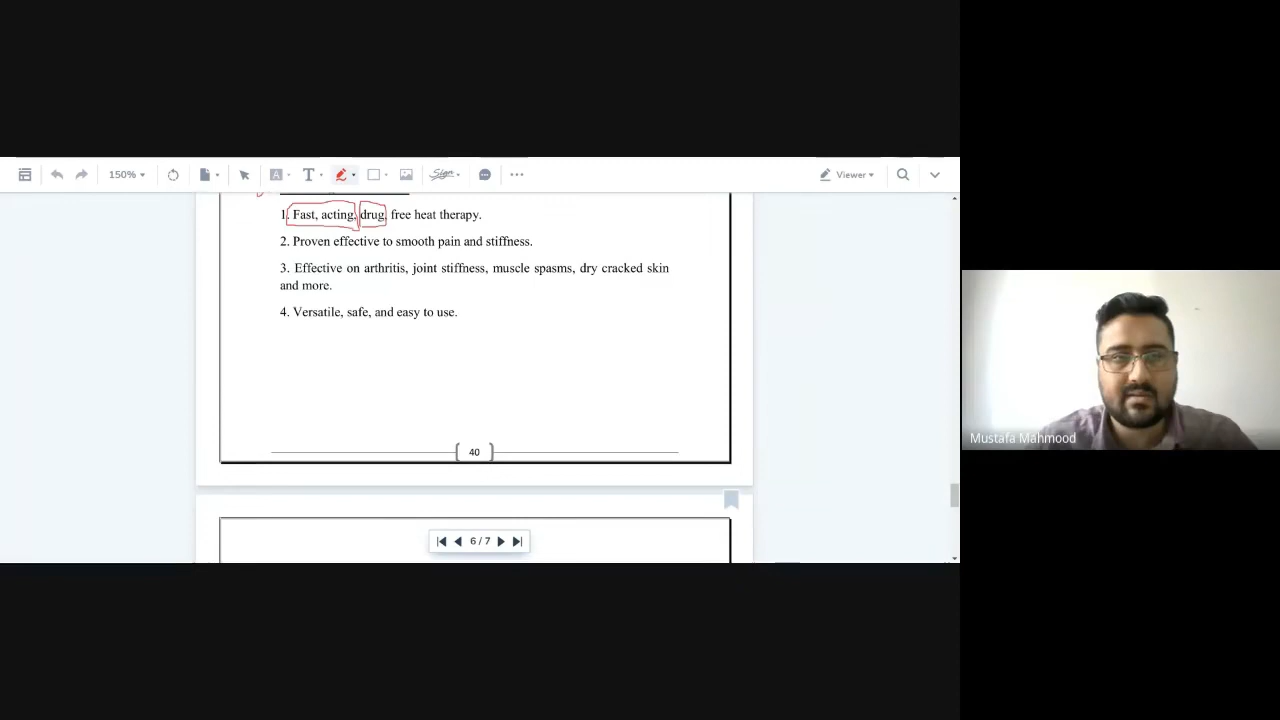 150%
T
Sign
Viewer
1. Fast, acting, drug, free heat therapy.
2. Proven effective to smooth pain and stiffness.
3. Effective on arthritis, joint stiffness, muscle spasms, dry cracked skin
and more.
4. Versatile, safe, and easy to use.
40
6 / 7
Mustafa Mahmood